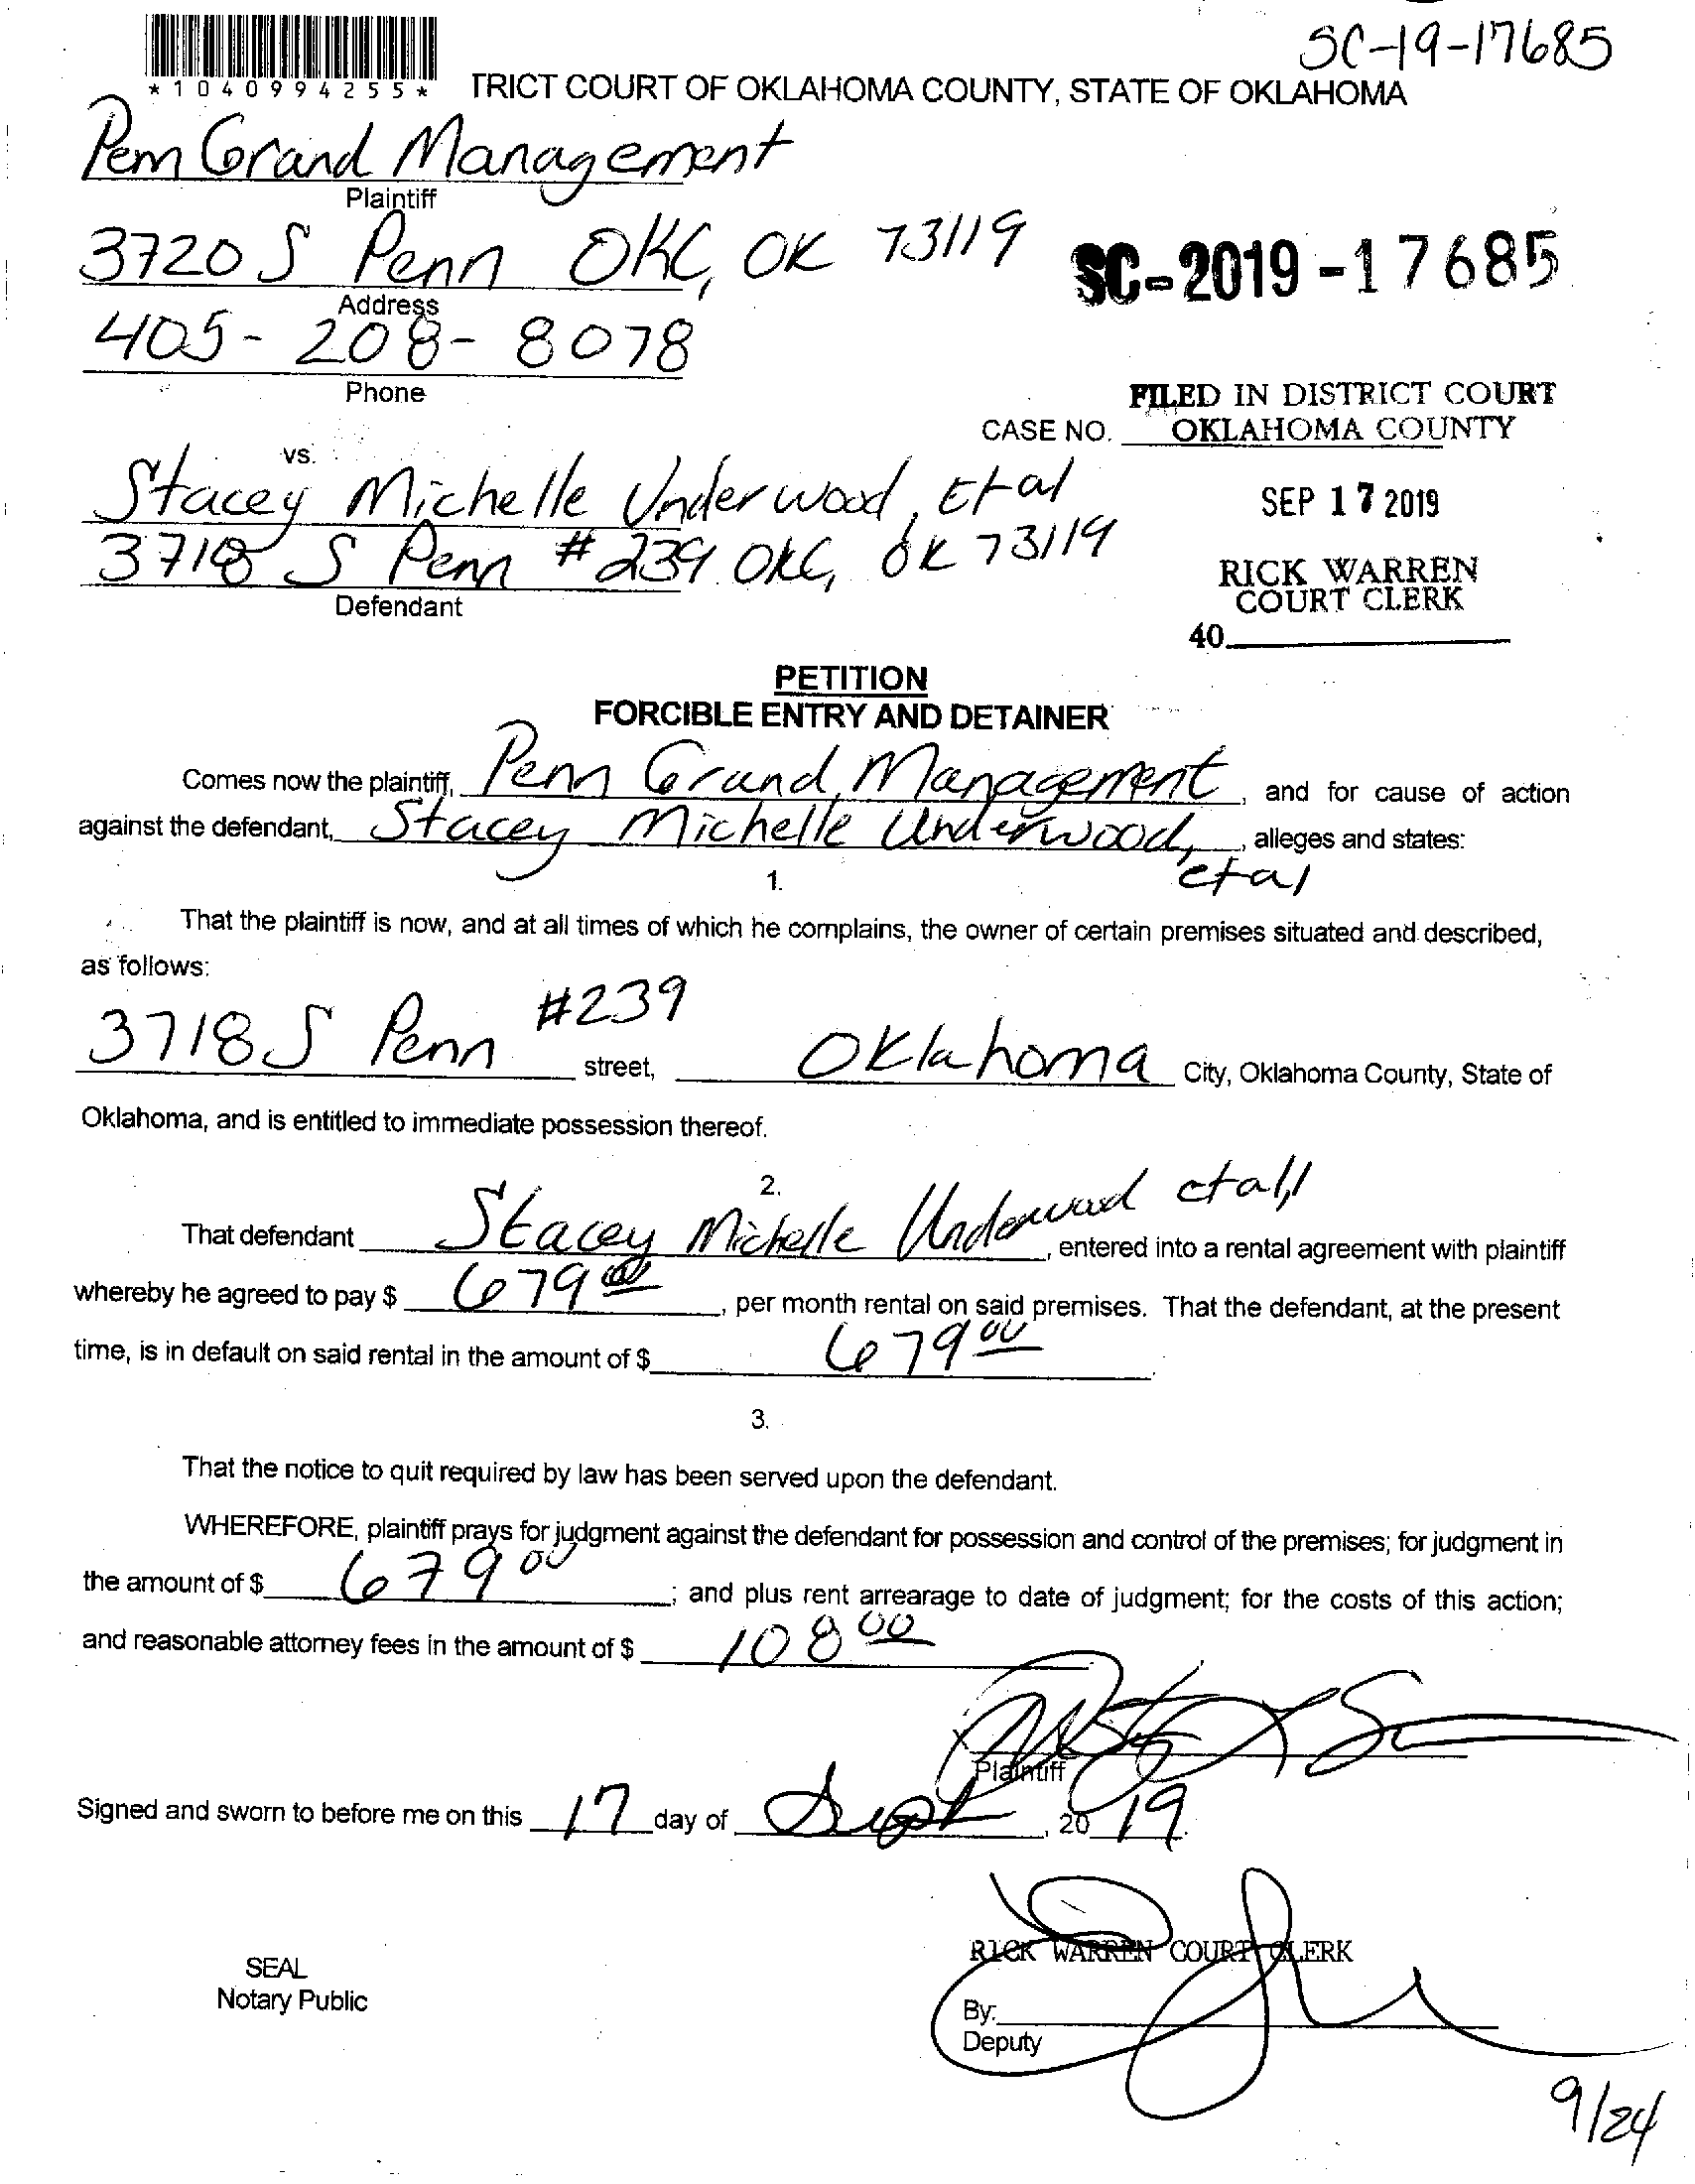 SC-19-17685
*1040994255*
TRICT COURT OF OKLAHOMA COUNTY, STATE OF OKLAHOMA
Penn Grand Management
Plaintiff
3720 S Penn OKC, OK 73119
SC-2019-17685
Address
405-208-8078
Phone
FILED IN DISTRICT COURT
CASE NO. OKLAHOMA COUNTY
vs.
Stacey Michelle Underwood, Etal
SEP 17 2019
3718 S Penn #239 OKC, OK 73119
RICK WARREN
COURT CLERK
Defendant
40
PETITION
FORCIBLE ENTRY AND DETAINER
Comes now the plaintiff, Penn Grand Management, and for cause of action
against the defendant, Stacey Michelle Underwood, alleges and states:
etal
1.
That the plaintiff is now, and at all times of which he complains, the owner of certain premises situated and described,
as follows:
3718 S Penn #239 street, Oklahoma City, Oklahoma County, State of
Oklahoma, and is entitled to immediate possession thereof.
2.
That defendant Stacey Michelle Underwood etall, entered into a rental agreement with plaintiff
whereby he agreed to pay $ 679 00, per month rental on said premises. That the defendant, at the present
time, is in default on said rental in the amount of $ 679 00
3.
That the notice to quit required by law has been served upon the defendant.
WHEREFORE, plaintiff prays for judgment against the defendant for possession and control of the premises; for judgment in
the amount of $ 679 00; and plus rent arrearage to date of judgment; for the costs of this action;
and reasonable attorney fees in the amount of $ 108 00
Plaintiff
Signed and sworn to before me on this 17 day of Sept, 20 19.
RICK WARREN COURT CLERK
SEAL
Notary Public
By:
Deputy
9/24